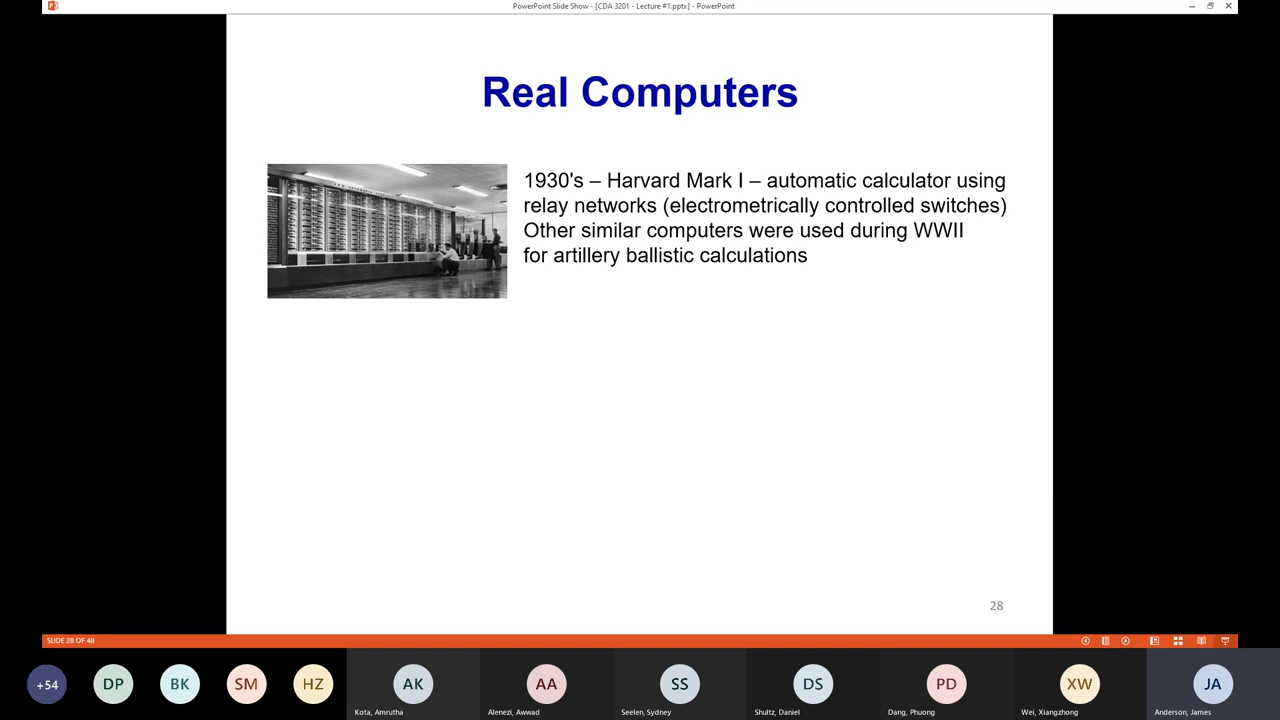 PowerPoint Slide Show - [CDA 3201 - Lecture #1.pptx] - PowerPoint
Real Computers
1930's – Harvard Mark I – automatic calculator using
relay networks (electrometrically controlled switches)
Other similar computers were used during WWII
for artillery ballistic calculations
28
SLIDE 28 OF 48
+54
DP
BK
SM
HZ
AK
AA
SS
DS
PD
XW
JA
Kota, Amrutha
Alenezi, Awwad
Seelen, Sydney
Shultz, Daniel
Dang, Phuong
Wei, Xiangzhong
Anderson, James